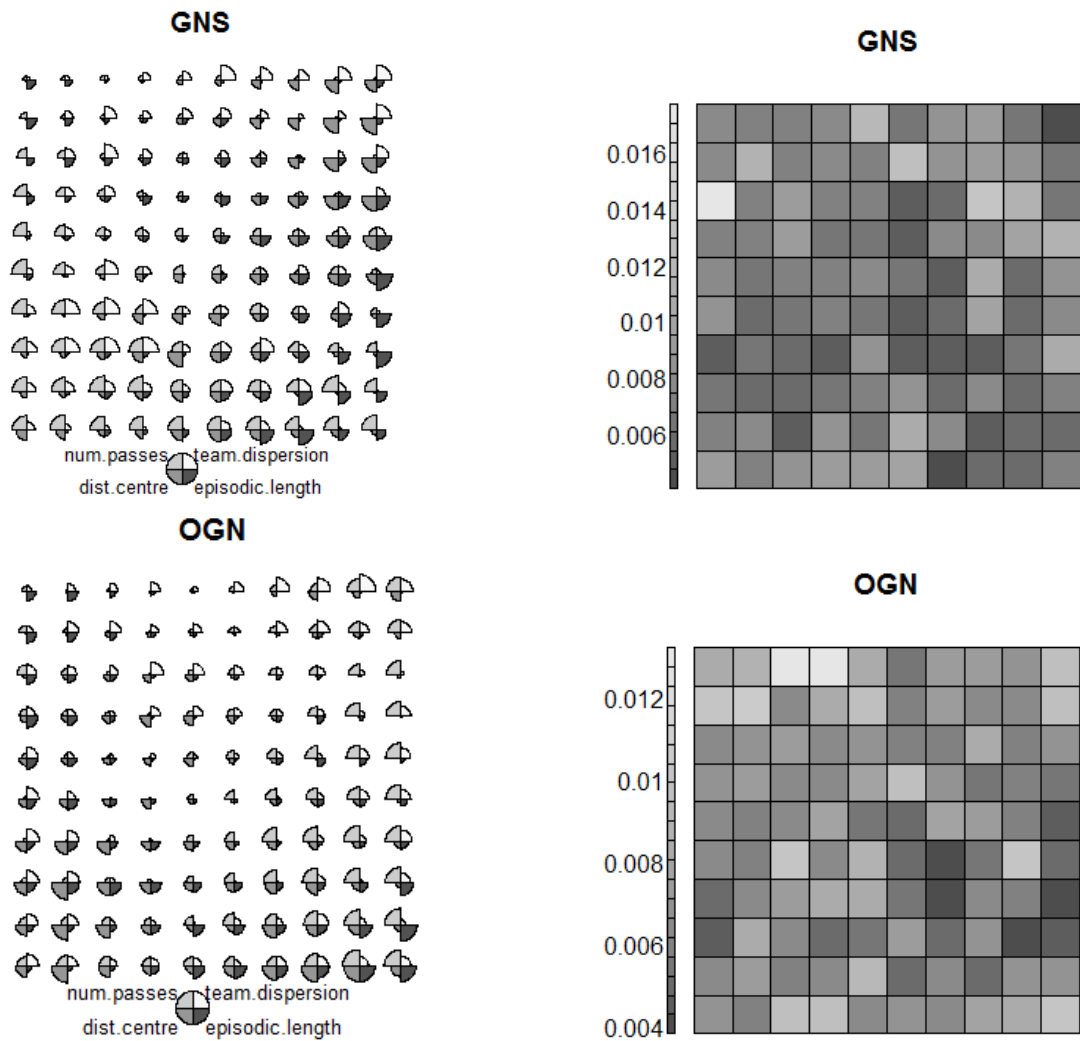 GNS
num.passes team.dispersion
dist.centre episodic.length
GNS
0.016
0.014
0.012
0.01
0.008
0.006
OGN
num.passes team.dispersion
dist.centre episodic.length
OGN
0.012
0.01
0.008
0.006
0.004